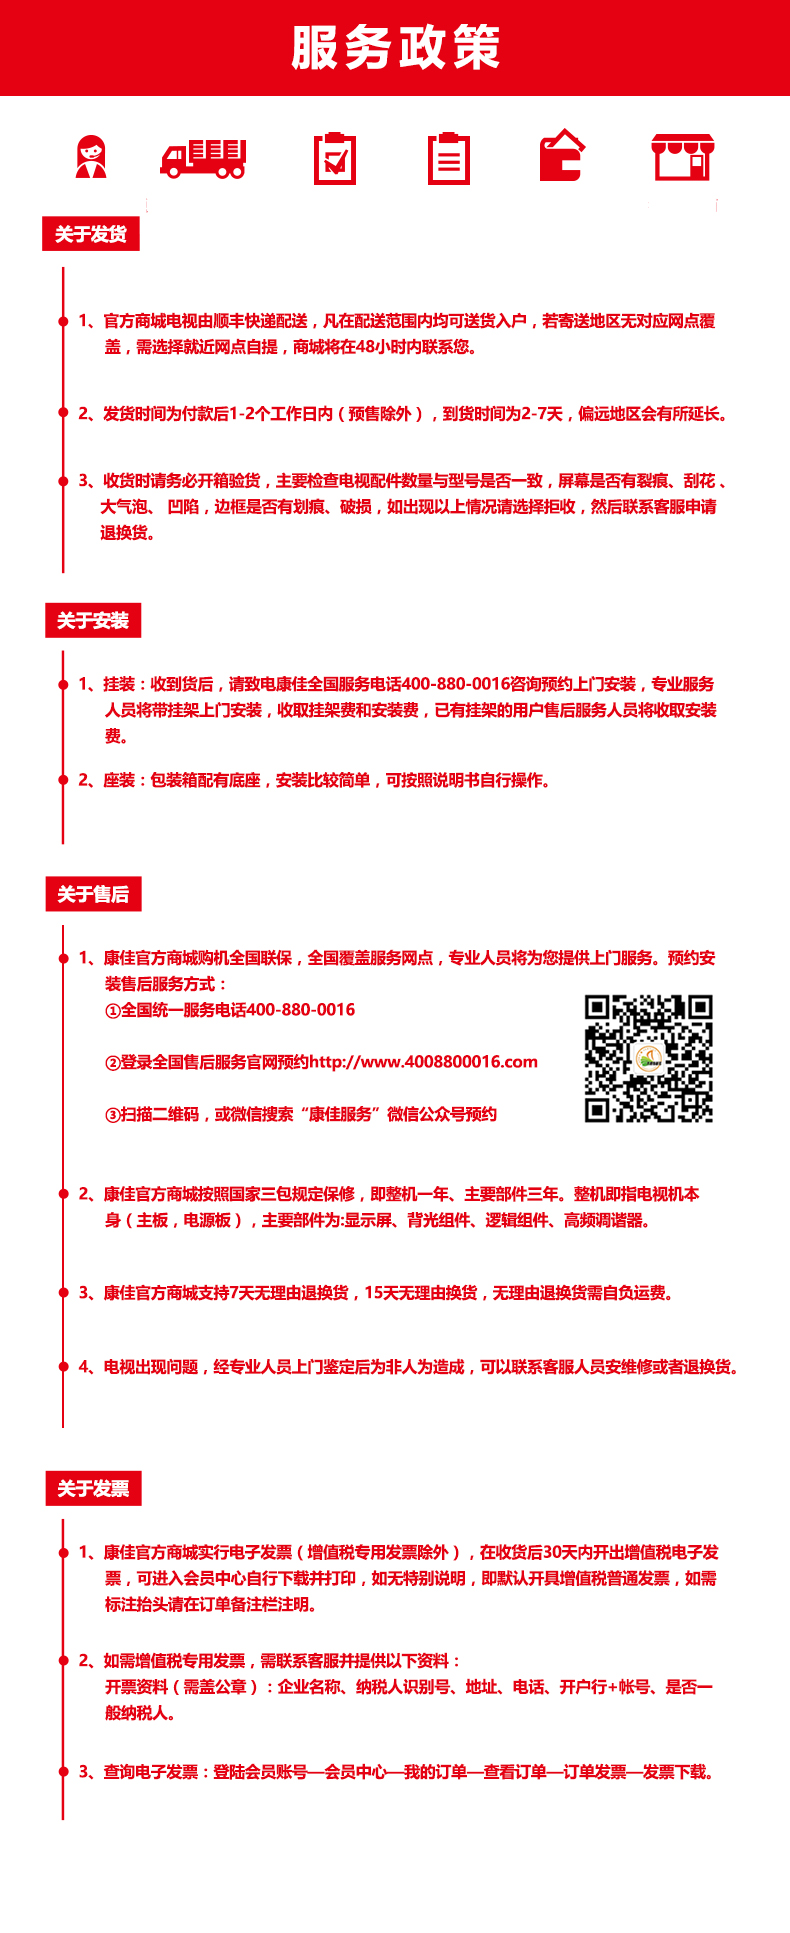 服务政策
关于发货
1、官方商城电视由顺丰快递配送，凡在配送范围内均可送货入户，若寄送地区无对应网点覆
盖，需选择就近网点自提，商城将在48小时内联系您。
2、发货时间为付款后1-2个工作日内（预售除外），到货时间为2-7天，偏远地区会有所延长。
3、收货时请务必开箱验货，主要检查电视配件数量与型号是否一致，屏幕是否有裂痕、刮花 、
大气泡、 凹陷，边框是否有划痕、破损，如出现以上情况请选择拒收，然后联系客服申请
退换货。
关于安装
1、挂装：收到货后，请致电康佳全国服务电话400-880-0016咨询预约上门安装，专业服务
人员将带挂架上门安装，收取挂架费和安装费，已有挂架的用户售后服务人员将收取安装
费。
2、座装：包装箱配有底座，安装比较简单，可按照说明书自行操作。
关于售后
1、康佳官方商城购机全国联保，全国覆盖服务网点，专业人员将为您提供上门服务。预约安
装售后服务方式：
①全国统一服务电话400-880-0016
②登录全国售后服务官网预约http://www.4008800016.com
③扫描二维码，或微信搜索“康佳服务”微信公众号预约
2、康佳官方商城按照国家三包规定保修，即整机一年、主要部件三年。整机即指电视机本
身（主板，电源板），主要部件为:显示屏、背光组件、逻辑组件、高频调谐器。
3、康佳官方商城支持7天无理由退换货，15天无理由换货，无理由退换货需自负运费。
4、电视出现问题，经专业人员上门鉴定后为非人为造成，可以联系客服人员安维修或者退换货。
关于发票
1、康佳官方商城实行电子发票（增值税专用发票除外），在收货后30天内开出增值税电子发
票，可进入会员中心自行下载并打印，如无特别说明，即默认开具增值税普通发票，如需
标注抬头请在订单备注栏注明。
2、如需增值税专用发票，需联系客服并提供以下资料：
开票资料（需盖公章）：企业名称、纳税人识别号、地址、电话、开户行+帐号、是否一
般纳税人。
3、查询电子发票：登陆会员账号—会员中心—我的订单—查看订单—订单发票—发票下载。